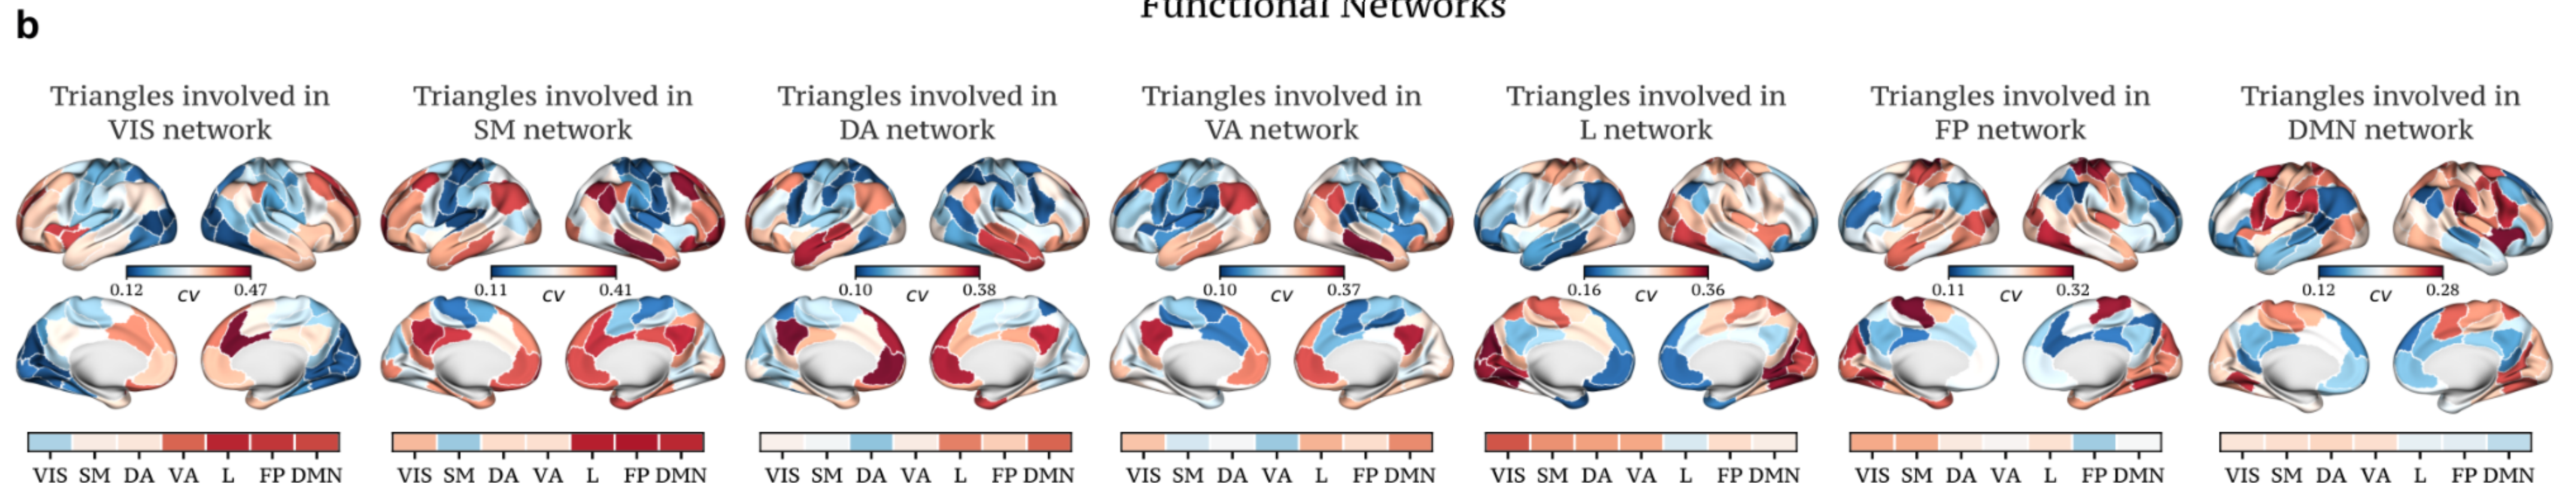 Functional Networks
b
Triangles involved in
VIS network
Triangles involved in
SM network
Triangles involved in
DA network
Triangles involved in
VA network
Triangles involved in
L network
Triangles involved in
FP network
Triangles involved in
DMN network
0.12 cv 0.47
0.11 cv 0.41
0.10 cv 0.38
0.10 cv 0.37
0.16 cv 0.36
0.11 cv 0.32
0.12 cv 0.28
VIS SM DA VA L FP DMN
VIS SM DA VA L FP DMN
VIS SM DA VA L FP DMN
VIS SM DA VA L FP DMN
VIS SM DA VA L FP DMN
VIS SM DA VA L FP DMN
VIS SM DA VA L FP DMN